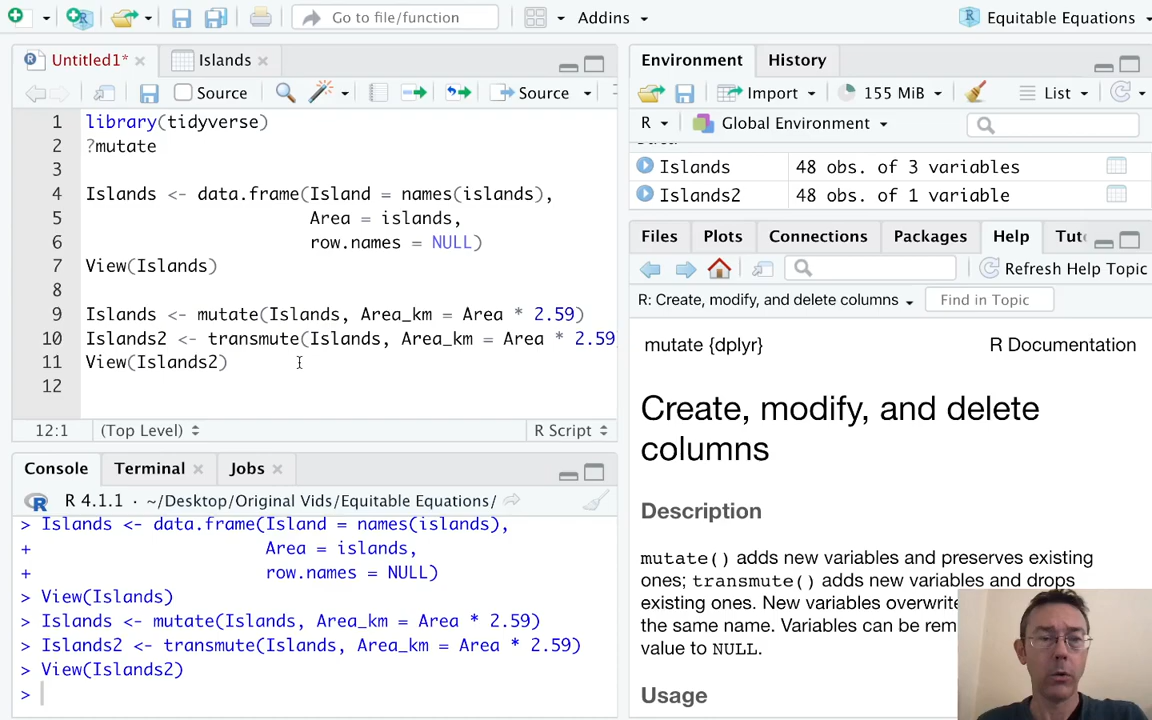 Go to file/function
Addins
Equitable Equations
Untitled1*
Islands
Source
Source
1 library(tidyverse)
2 ?mutate
3
4 Islands <- data.frame(Island = names(islands),
5 Area = islands,
6 row.names = NULL)
7 View(Islands)
8
9 Islands <- mutate(Islands, Area_km = Area * 2.59)
10 Islands2 <- transmute(Islands, Area_km = Area * 2.59
11 View(Islands2)
12
12:1 (Top Level) R Script
Console Terminal Jobs
R 4.1.1 · ~/Desktop/Original Vids/Equitable Equations/
> Islands <- data.frame(Island = names(islands),
+ Area = islands,
+ row.names = NULL)
> View(Islands)
> Islands <- mutate(Islands, Area_km = Area * 2.59)
> Islands2 <- transmute(Islands, Area_km = Area * 2.59)
> View(Islands2)
>
Environment History
Import 155 MiB List
R Global Environment
Islands 48 obs. of 3 variables
Islands2 48 obs. of 1 variable
Files Plots Connections Packages Help Tut
Refresh Help Topic
R: Create, modify, and delete columns Find in Topic
mutate {dplyr} R Documentation
Create, modify, and delete
columns
Description
mutate() adds new variables and preserves existing
ones; transmute() adds new variables and drops
existing ones. New variables overwrite
the same name. Variables can be rem
value to NULL.
Usage